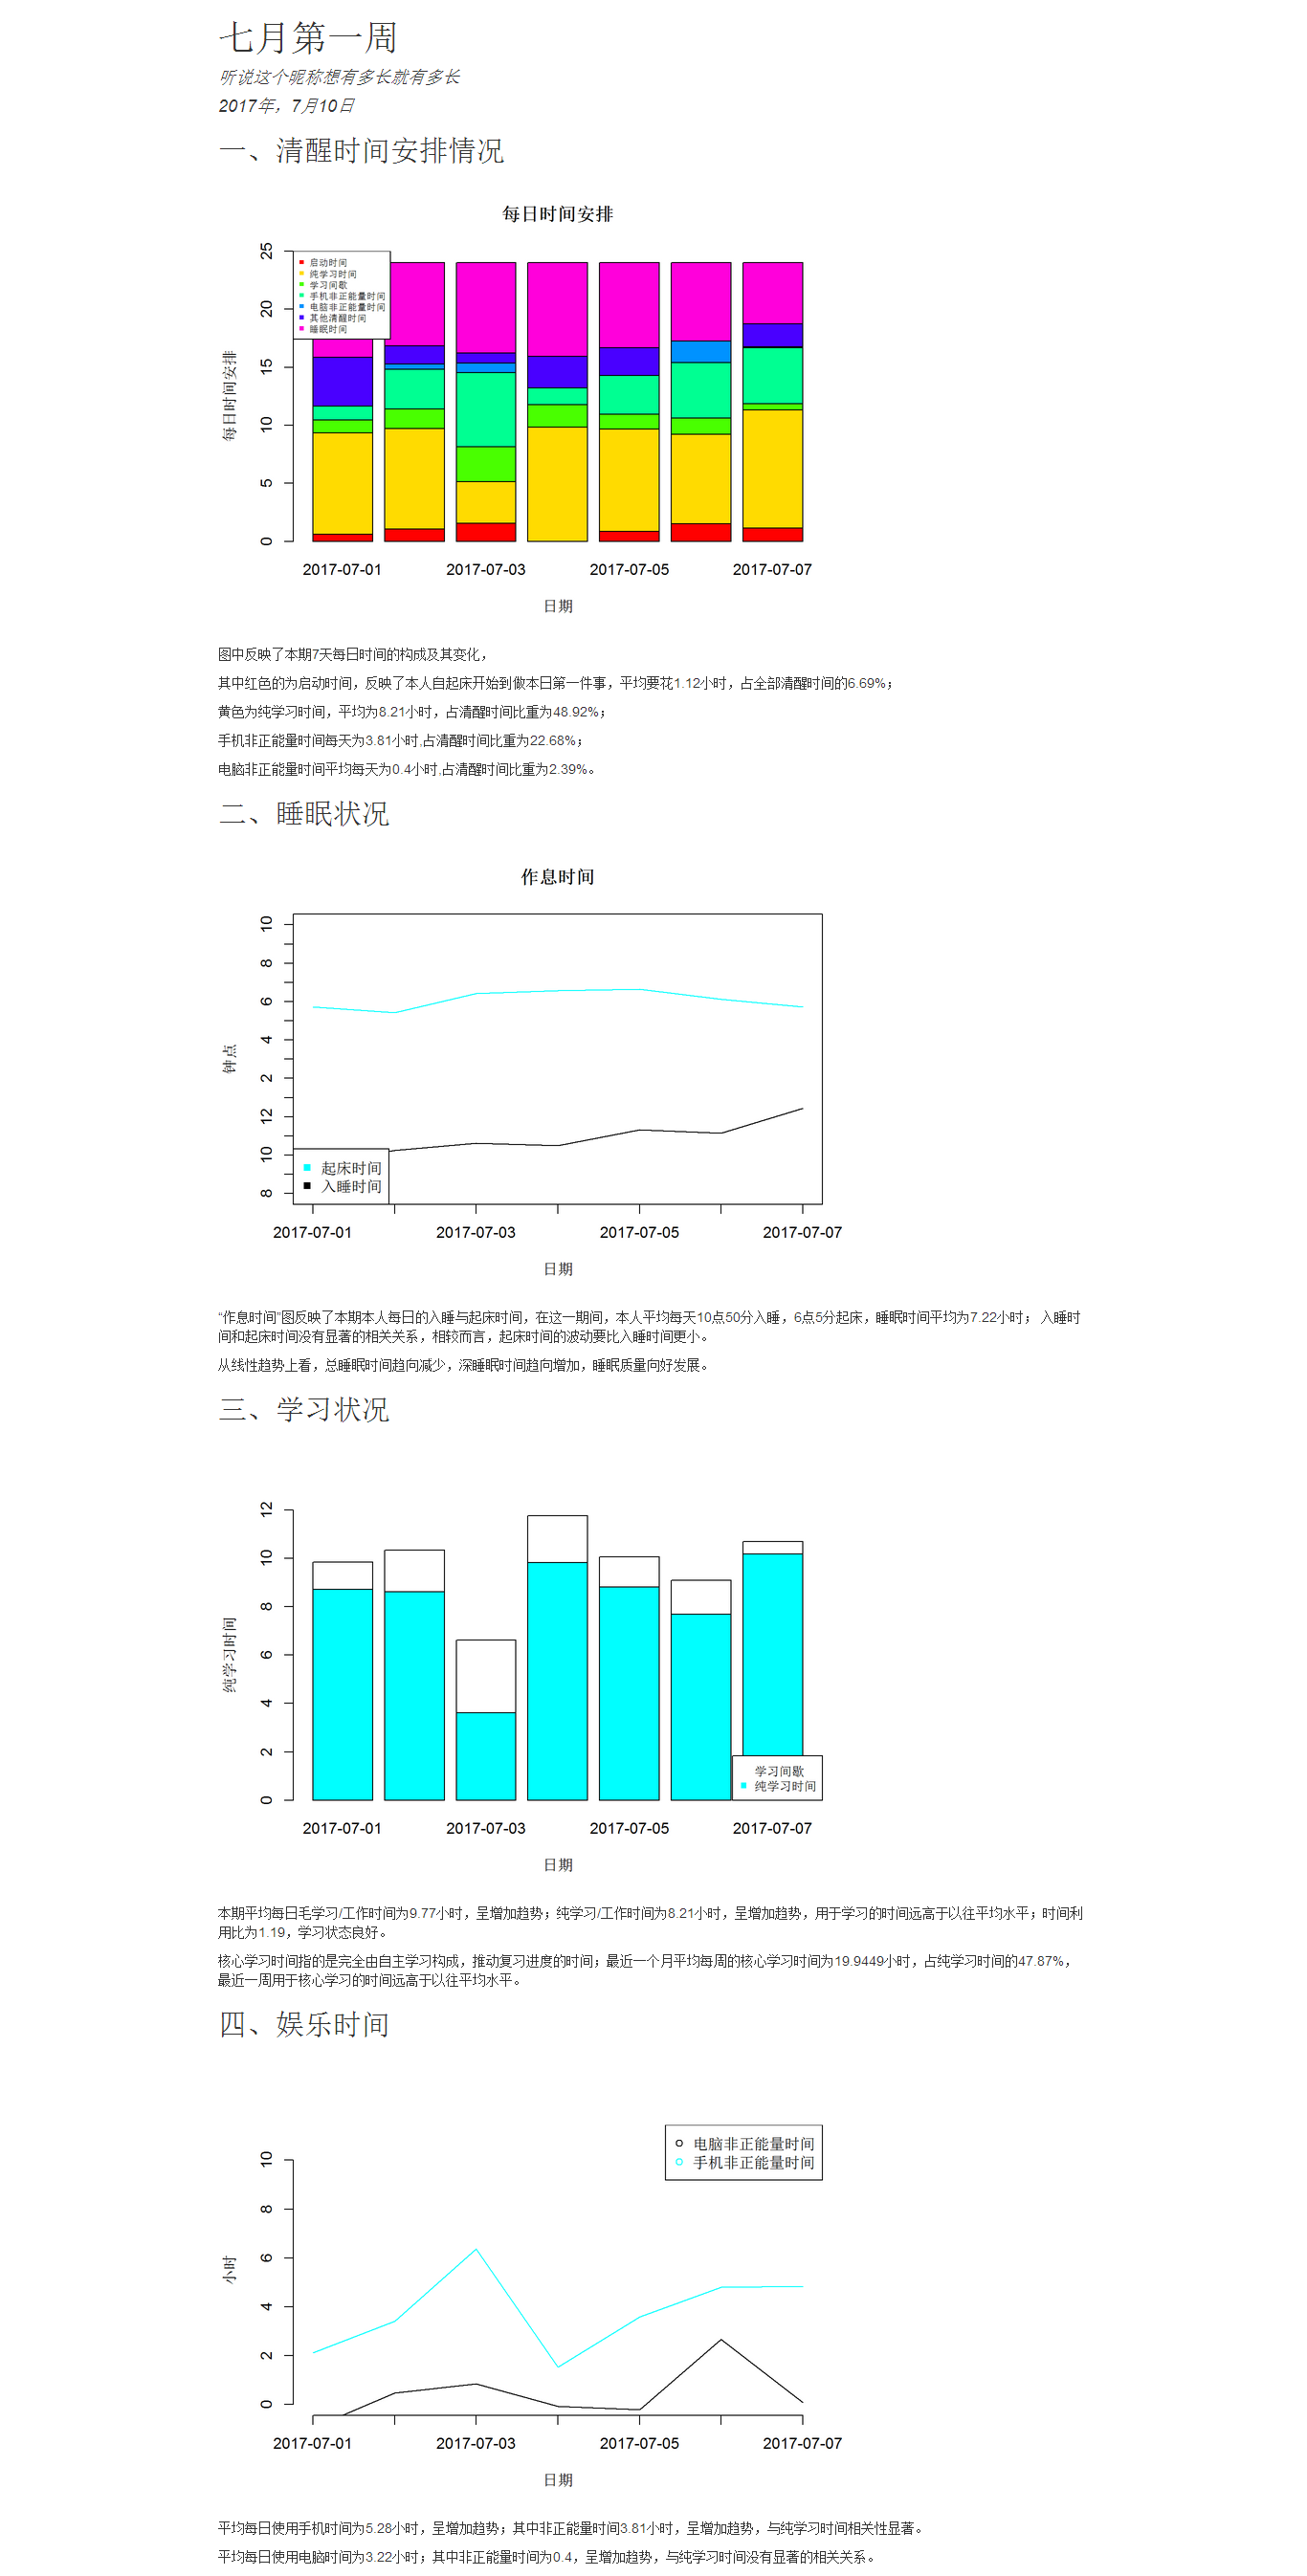 七月第一周
听说这个昵称想有多长就有多长
2017年，7月10日
一、清醒时间安排情况
每日时间安排
每日时间安排
25
20
15
10
5
0
启动时间
纯学习时间
学习间歇
手机非正能量时间
电脑非正能量时间
其他清醒时间
睡眠时间
2017-07-01 2017-07-03 2017-07-05 2017-07-07
日期
图中反映了本期7天每日时间的构成及其变化，
其中红色的为启动时间，反映了本人自起床开始到做本日第一件事，平均要花1.12小时，占全部清醒时间的6.69%；
黄色为纯学习时间，平均为8.21小时，占清醒时间比重为48.92%；
手机非正能量时间每天为3.81小时,占清醒时间比重为22.68%；
电脑非正能量时间平均每天为0.4小时,占清醒时间比重为2.39%。
二、睡眠状况
作息时间
钟点
10
8
6
4
2
12
10
8
起床时间
入睡时间
2017-07-01 2017-07-03 2017-07-05 2017-07-07
日期
“作息时间”图反映了本期本人每日的入睡与起床时间，在这一期间，本人平均每天10点50分入睡，6点5分起床，睡眠时间平均为7.22小时； 入睡时
间和起床时间没有显著的相关关系，相较而言，起床时间的波动要比入睡时间更小。
从线性趋势上看，总睡眠时间趋向减少，深睡眠时间趋向增加，睡眠质量向好发展。
三、学习状况
纯学习时间
12
10
8
6
4
2
0
学习间歇
纯学习时间
2017-07-01 2017-07-03 2017-07-05 2017-07-07
日期
本期平均每日毛学习/工作时间为9.77小时，呈增加趋势；纯学习/工作时间为8.21小时，呈增加趋势，用于学习的时间远高于以往平均水平；时间利
用比为1.19，学习状态良好。
核心学习时间指的是完全由自主学习构成，推动复习进度的时间；最近一个月平均每周的核心学习时间为19.9449小时，占纯学习时间的47.87%，
最近一周用于核心学习的时间远高于以往平均水平。
四、娱乐时间
电脑非正能量时间
手机非正能量时间
小时
10
8
6
4
2
0
2017-07-01 2017-07-03 2017-07-05 2017-07-07
日期
平均每日使用手机时间为5.28小时，呈增加趋势；其中非正能量时间3.81小时，呈增加趋势，与纯学习时间相关性显著。
平均每日使用电脑时间为3.22小时；其中非正能量时间为0.4，呈增加趋势，与纯学习时间没有显著的相关关系。